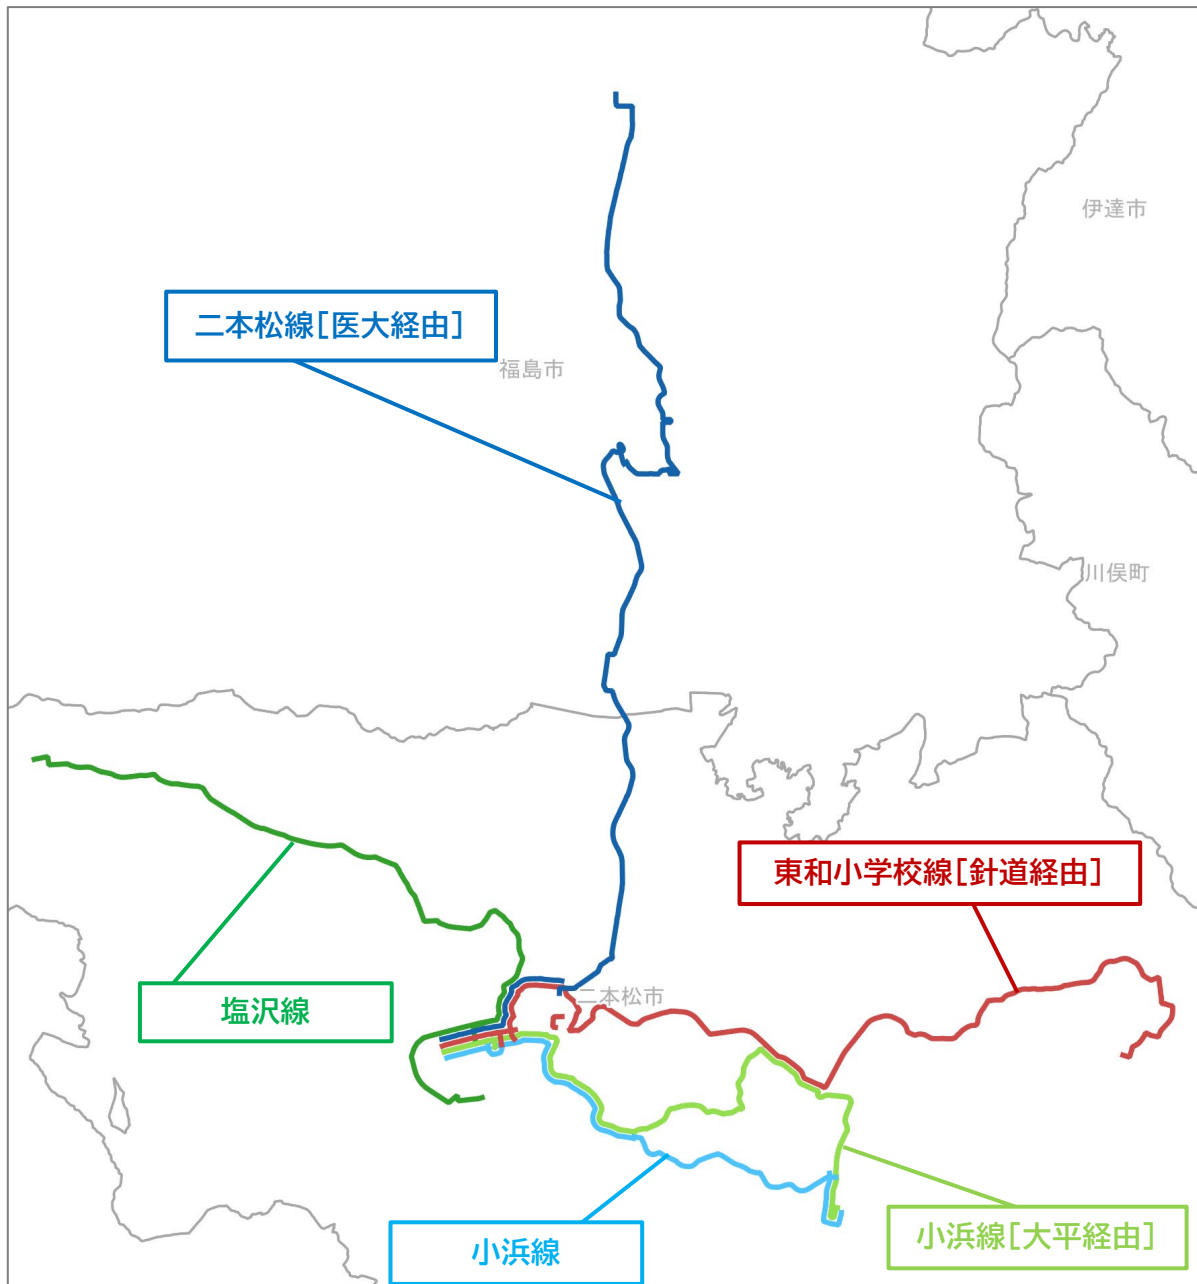 伊達市
二本松線[医大経由]
福島市
川俣町
東和小学校線[針道経由]
塩沢線
二本松市
小浜線
小浜線[大平経由]